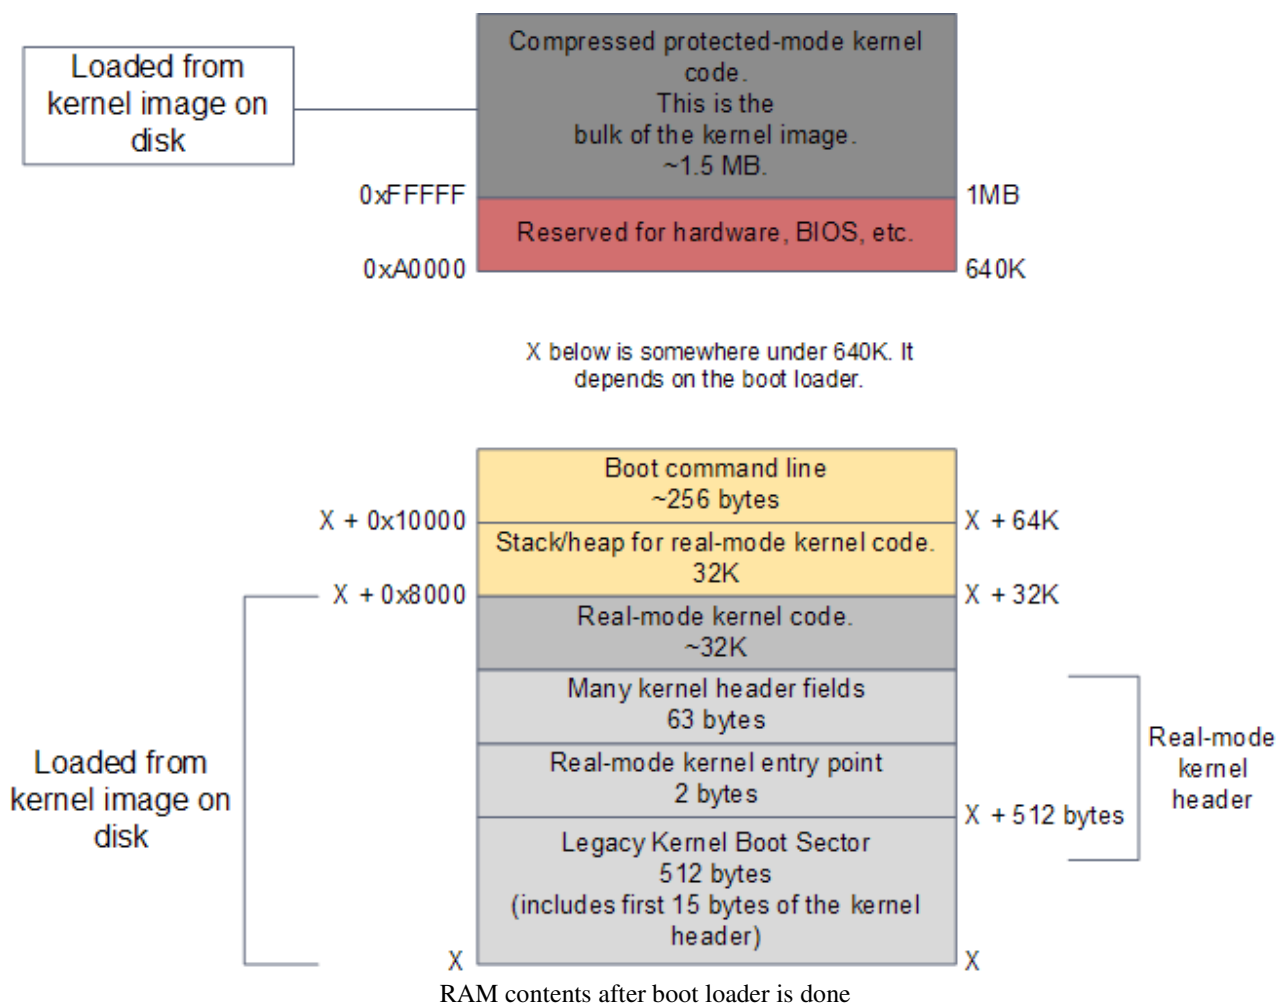 Loaded from
kernel image on
disk
Compressed protected-mode kernel
code.
This is the
bulk of the kernel image.
~1.5 MB.
0xFFFFF
1MB
Reserved for hardware, BIOS, etc.
0xA0000
640K
X below is somewhere under 640K. It
depends on the boot loader.
Boot command line
~256 bytes
X + 0x10000
X + 64K
Stack/heap for real-mode kernel code.
32K
X + 0x8000
X + 32K
Real-mode kernel code.
~32K
Many kernel header fields
63 bytes
Real-mode kernel entry point
2 bytes
X + 512 bytes
Real-mode
kernel
header
Loaded from
kernel image on
disk
Legacy Kernel Boot Sector
512 bytes
(includes first 15 bytes of the kernel
header)
X
X
RAM contents after boot loader is done